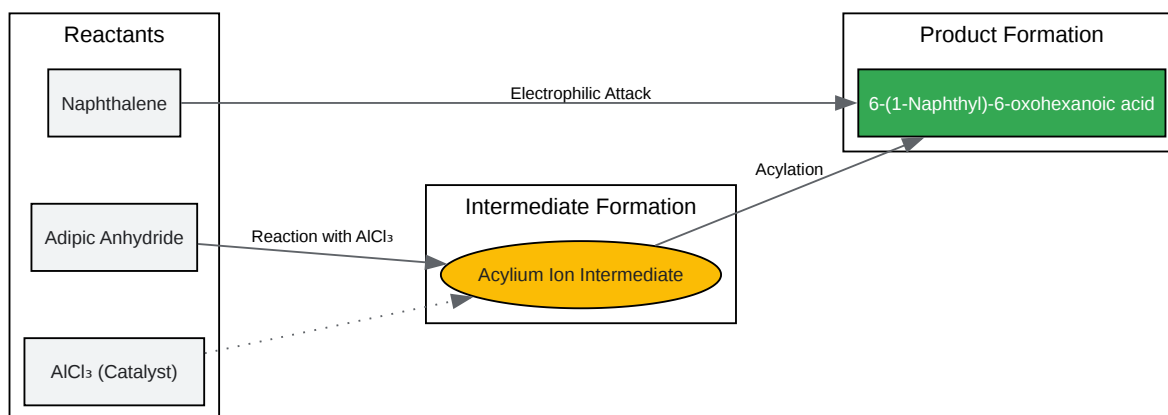 Reactants
Naphthalene
Adipic Anhydride
AlCl₃ (Catalyst)
Electrophilic Attack
Reaction with AlCl₃
Intermediate Formation
Acylium Ion Intermediate
Acylation
Product Formation
6-(1-Naphthyl)-6-oxohexanoic acid